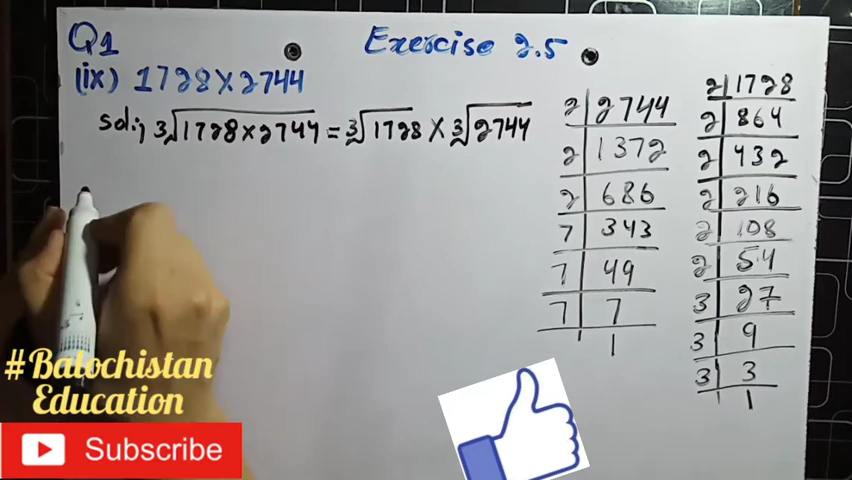 Q1
Exercise 2.5
(ix) 1728×2744
Sol:, ∛1728×2744 = ∛1728 × ∛2744
2 | 2744
2 | 1372
2 | 686
7 | 343
7 | 49
7 | 7
1
2 | 1728
2 | 864
2 | 432
2 | 216
2 | 108
2 | 54
3 | 27
3 | 9
3 | 3
1
#Balochistan
Education
Subscribe